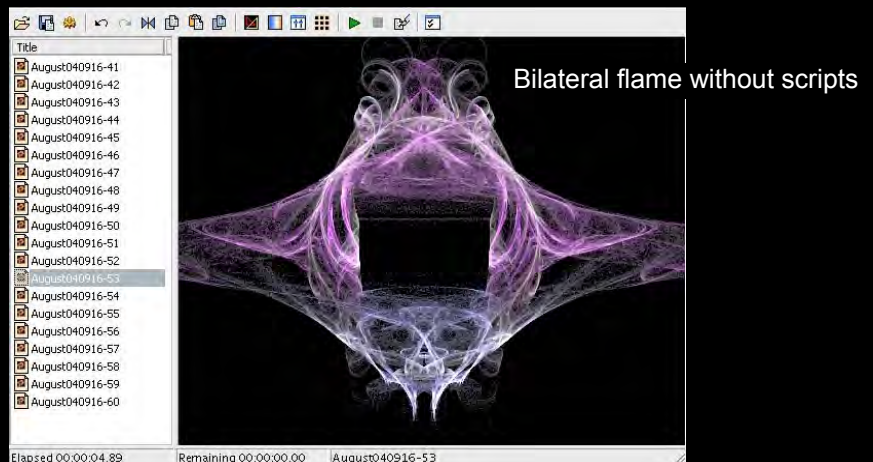 Title
August040916-41
August040916-42
August040916-43
August040916-44
August040916-45
August040916-46
August040916-47
August040916-48
August040916-49
August040916-50
August040916-51
August040916-52
August040916-53
August040916-54
August040916-55
August040916-56
August040916-57
August040916-58
August040916-59
August040916-60
Bilateral flame without scripts
Elapsed 00:00:04.89 Remaining 00:00:00.00 August040916-53